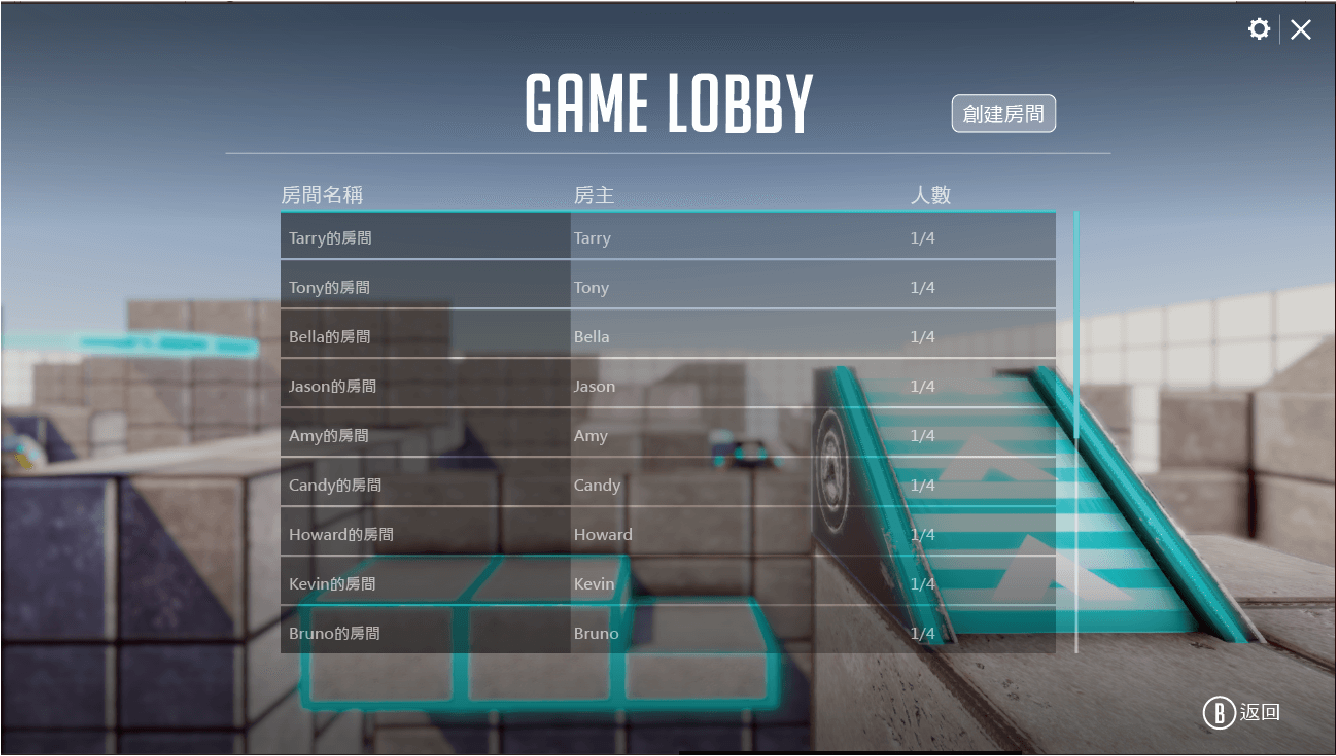 GAME LOBBY
創建房間
房間名稱 房主 人數
Tarry的房間 Tarry 1/4
Tony的房間 Tony 1/4
Bella的房間 Bella 1/4
Jason的房間 Jason 1/4
Amy的房間 Amy 1/4
Candy的房間 Candy 1/4
Howard的房間 Howard 1/4
Kevin的房間 Kevin 1/4
Bruno的房間 Bruno 1/4
B 返回